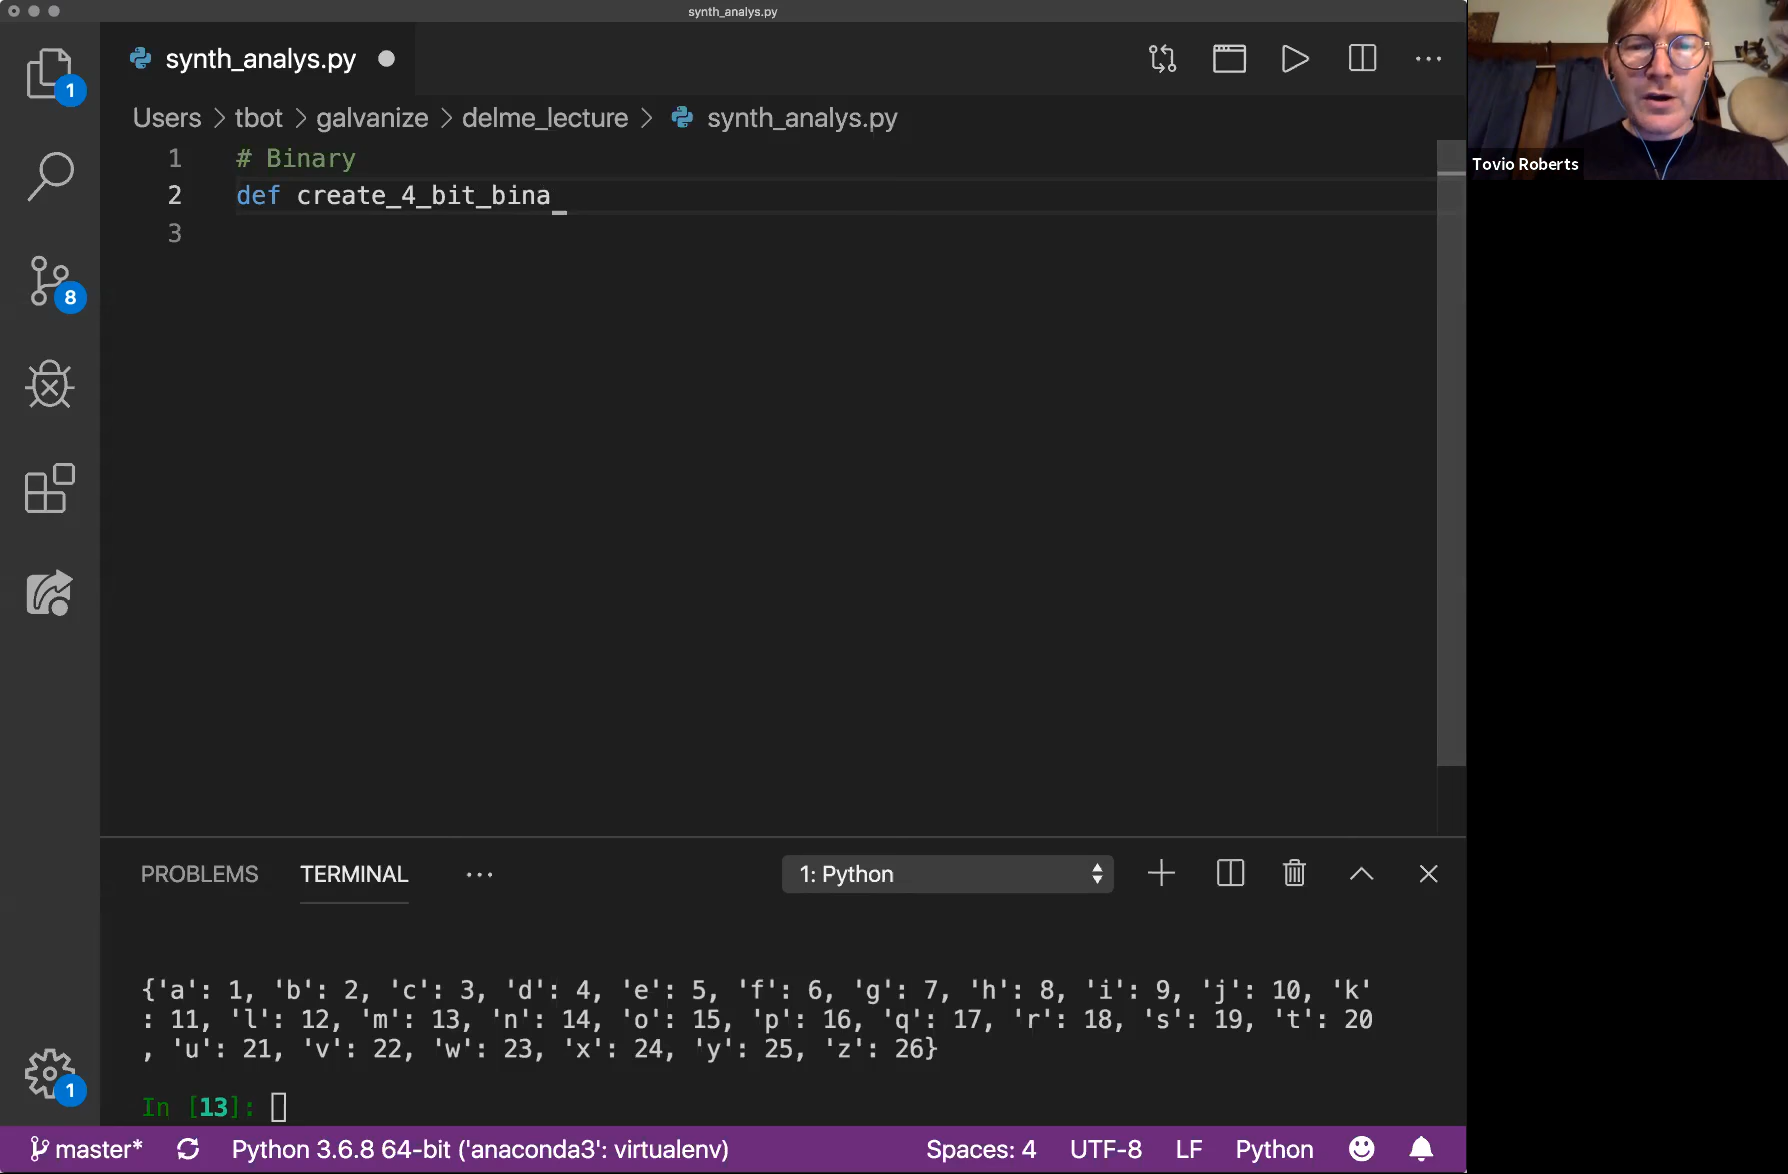 synth_analys.py
synth_analys.py
1
Users > tbot > galvanize > delme_lecture > synth_analys.py
Tovio Roberts
1 # Binary
2 def create_4_bit_bina_
3
8
PROBLEMS TERMINAL ··· 1: Python
{'a': 1, 'b': 2, 'c': 3, 'd': 4, 'e': 5, 'f': 6, 'g': 7, 'h': 8, 'i': 9, 'j': 10, 'k'
: 11, 'l': 12, 'm': 13, 'n': 14, 'o': 15, 'p': 16, 'q': 17, 'r': 18, 's': 19, 't': 20
, 'u': 21, 'v': 22, 'w': 23, 'x': 24, 'y': 25, 'z': 26}
1
In [13]:
master* Python 3.6.8 64-bit ('anaconda3': virtualenv) Spaces: 4 UTF-8 LF Python